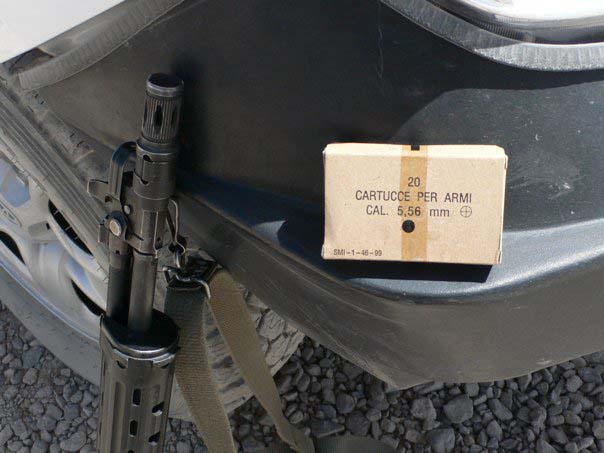 20
CARTUCCE PER ARMI
CAL. 5,56 mm
SMI-1-46-99